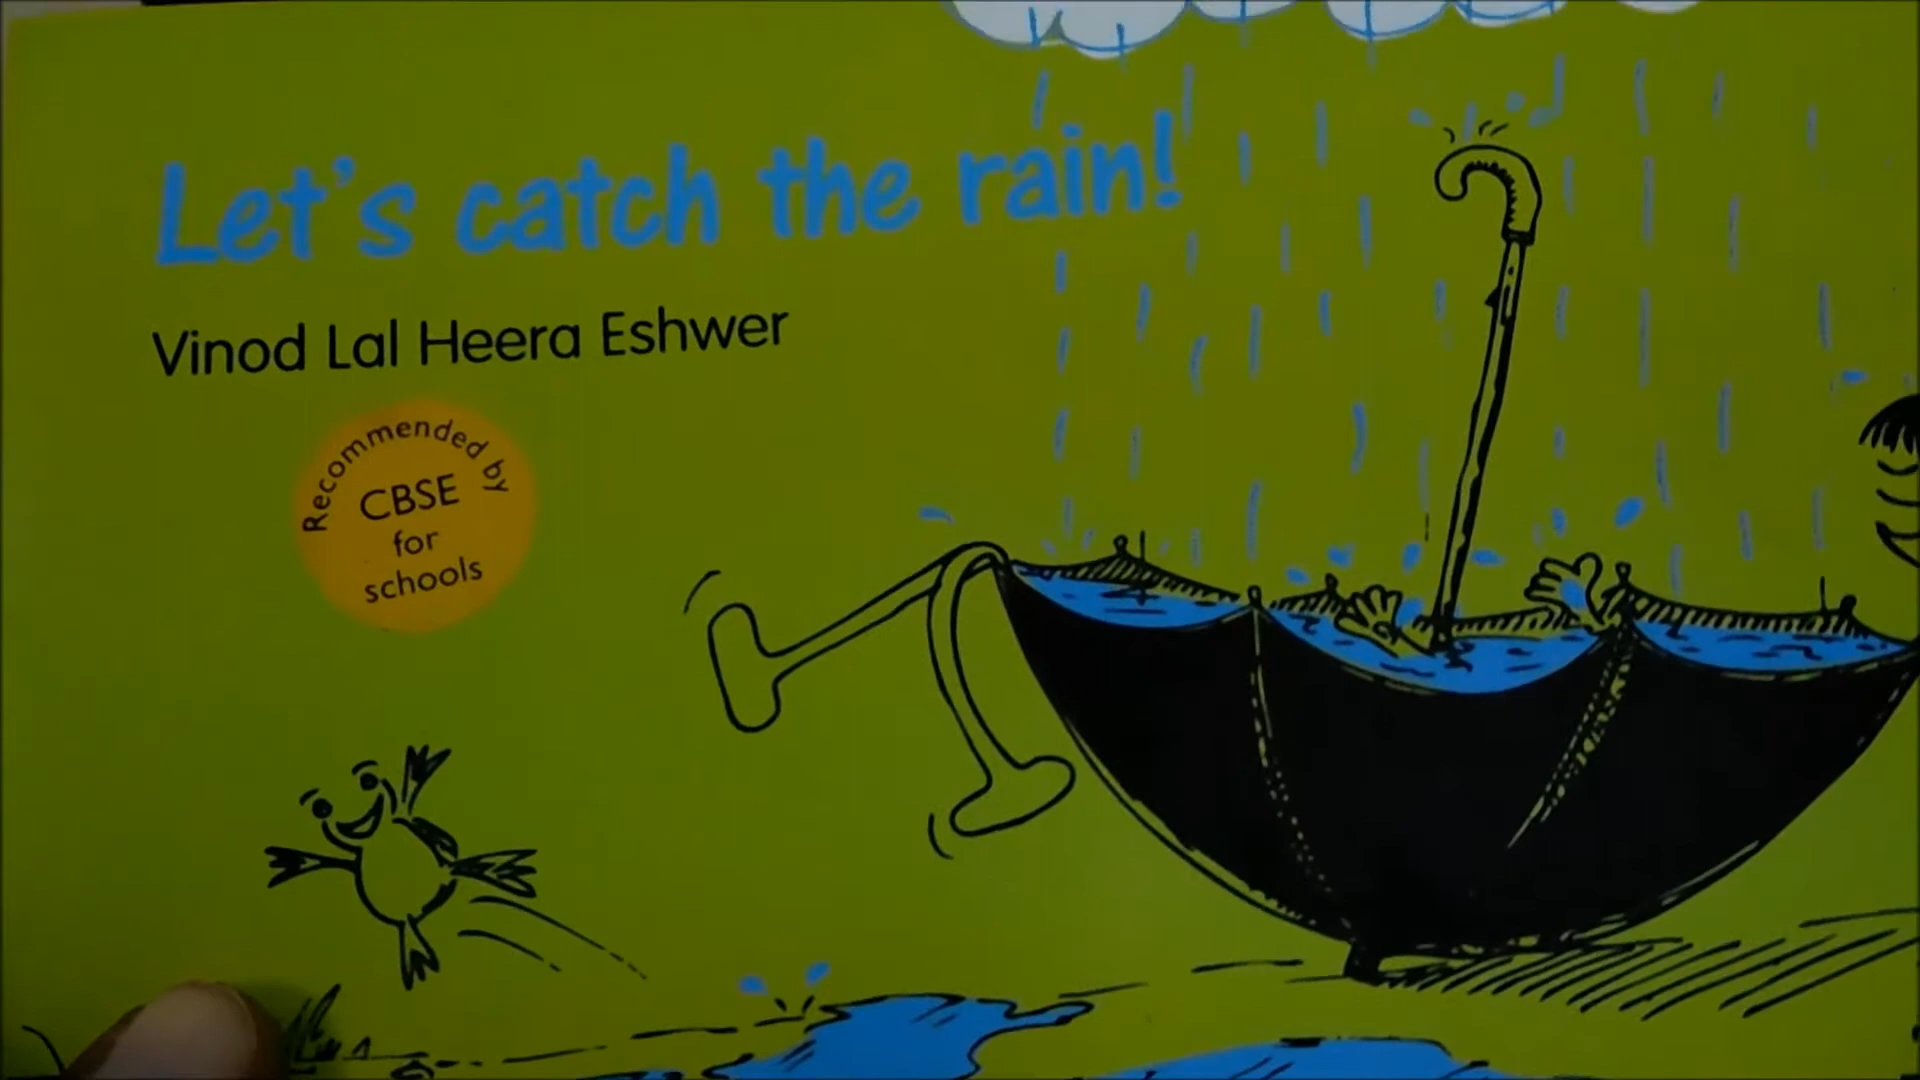 Let's catch the rain!
Vinod Lal Heera Eshwer
Recommended by
CBSE
for
schools